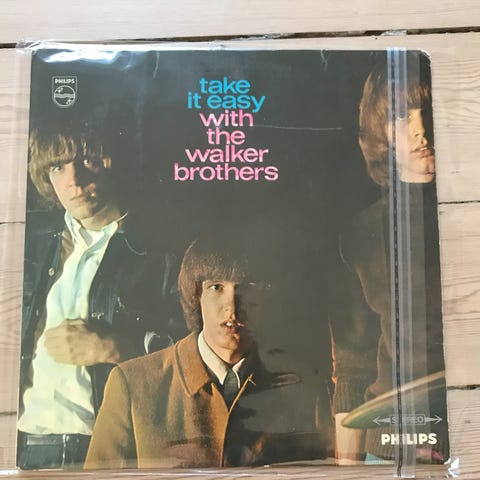 PHILIPS
take
it easy
with
the
walker
brothers
STEREO
PHILIPS